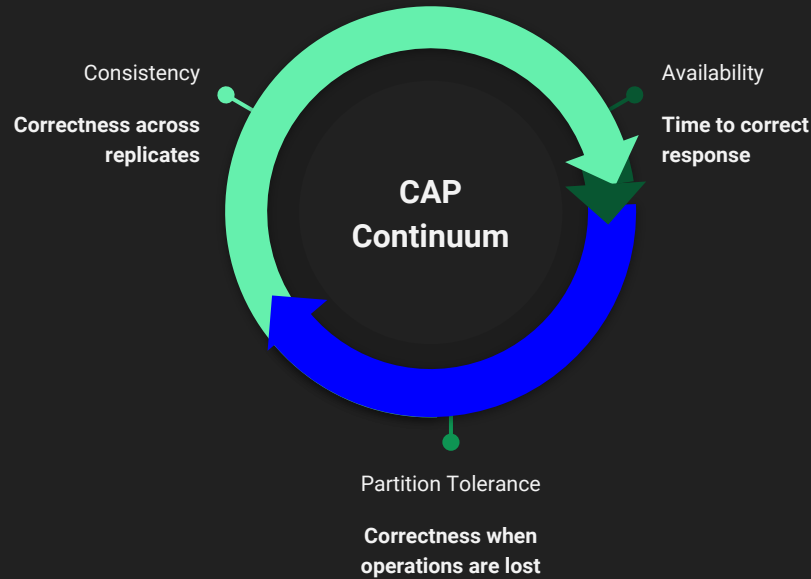 Consistency
Correctness across
replicates
Availability
Time to correct
response
CAP
Continuum
Partition Tolerance
Correctness when
operations are lost